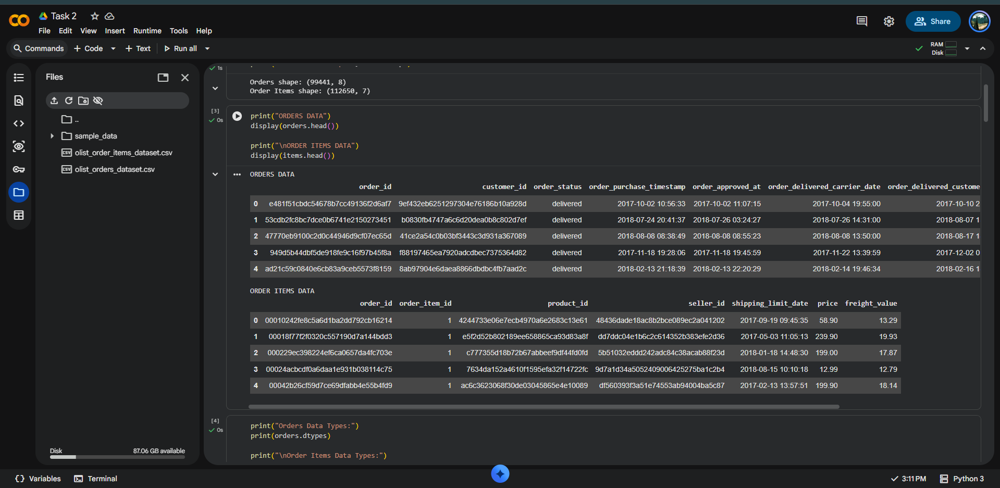 Task 2
File Edit View Insert Runtime Tools Help
Share
Commands + Code + Text Run all
RAM
Disk
Files
..
sample_data
olist_order_items_dataset.csv
olist_orders_dataset.csv
Disk 87.06 GB available
1s
Orders shape: (99441, 8)
Order Items shape: (112650, 7)
[3]
0s
print("ORDERS DATA")
display(orders.head())
print("\nORDER ITEMS DATA")
display(items.head())
ORDERS DATA
order_id customer_id order_status order_purchase_timestamp order_approved_at order_delivered_carrier_date order_delivered_custome
0 e481f51cbdc54678b7cc49136f2d6af7 9ef432eb6251297304e76186b10a928d delivered 2017-10-02 10:56:33 2017-10-02 11:07:15 2017-10-04 19:55:00 2017-10-10 2
1 53cdb2fc8bc7dce0b6741e2150273451 b0830fb4747a6c6d20dea0b8c802d7ef delivered 2018-07-24 20:41:37 2018-07-26 03:24:27 2018-07-26 14:31:00 2018-08-07 1
2 47770eb9100c2d0c44946d9cf07ec65d 41ce2a54c0b03bf3443c3d931a367089 delivered 2018-08-08 08:38:49 2018-08-08 08:55:23 2018-08-08 13:50:00 2018-08-17 1
3 949d5b44dbf5de918fe9c16f97b45f8a f88197465ea7920adcdbec7375364d82 delivered 2017-11-18 19:28:06 2017-11-18 19:45:59 2017-11-22 13:39:59 2017-12-02 0
4 ad21c59c0840e6cb83a9ceb5573f8159 8ab97904e6daea8866dbdbc4fb7aad2c delivered 2018-02-13 21:18:39 2018-02-13 22:20:29 2018-02-14 19:46:34 2018-02-16 1
ORDER ITEMS DATA
order_id order_item_id product_id seller_id shipping_limit_date price freight_value
0 00010242fe8c5a6d1ba2dd792cb16214 1 4244733e06e7ecb4970a6e2683c13e61 48436dade18ac8b2bce089ec2a041202 2017-09-19 09:45:35 58.90 13.29
1 00018f77f2f0320c557190d7a144bdd3 1 e5f2d52b802189ee658865ca93d83a8f dd7ddc04e1b6c2c614352b383efe2d36 2017-05-03 11:05:13 239.90 19.93
2 000229ec398224ef6ca0657da4fc703e 1 c777355d18b72b67abbeef9df44fd0fd 5b51032eddd242adc84c38acab88f23d 2018-01-18 14:48:30 199.00 17.87
3 00024acbcdf0a6daa1e931b038114c75 1 7634da152a4610f1595efa32f14722fc 9d7a1d34a5052409006425275ba1c2b4 2018-08-15 10:10:18 12.99 12.79
4 00042b26cf59d7ce69dfabb4e55b4fd9 1 ac6c3623068f30de03045865e4e10089 df560393f3a51e74553ab94004ba5c87 2017-02-13 13:57:51 199.90 18.14
[4]
0s
print("Orders Data Types:")
print(orders.dtypes)
print("\nOrder Items Data Types:")
Variables Terminal
3:11 PM Python 3